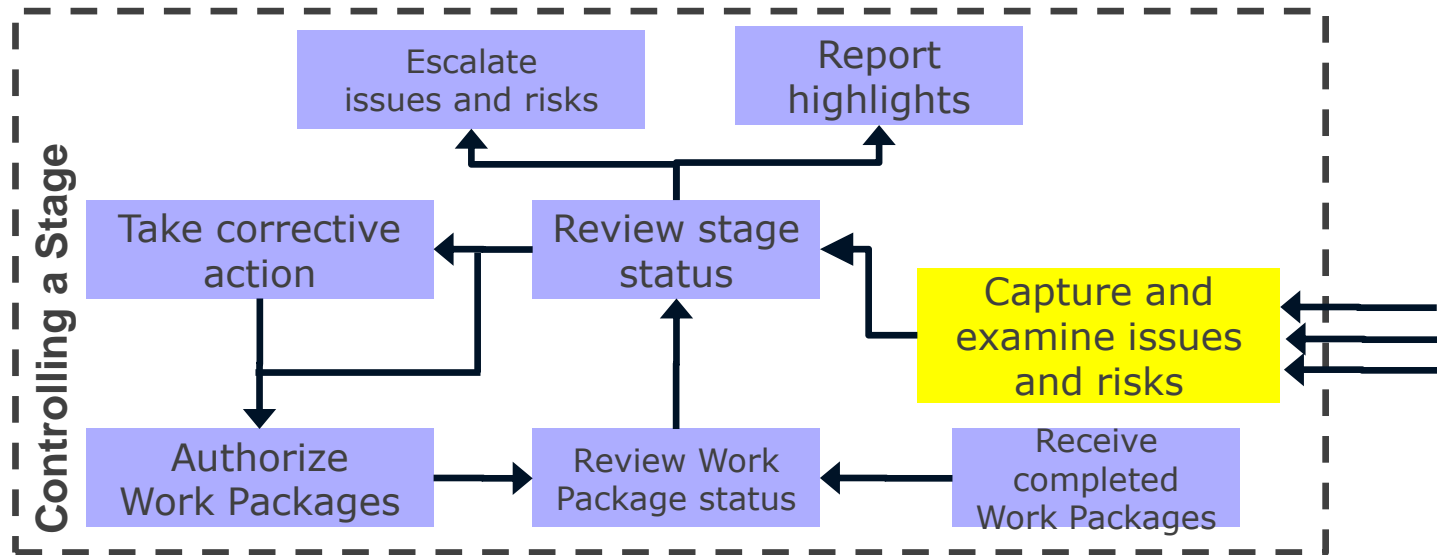 Controlling a Stage
Escalate
issues and risks
Report
highlights
Take corrective
action
Review stage
status
Capture and
examine issues
and risks
Authorize
Work Packages
Review Work
Package status
Receive
completed
Work Packages